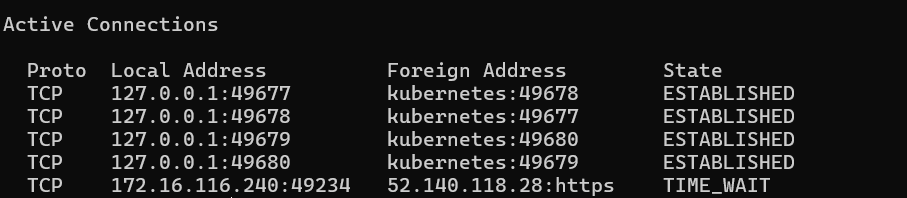 Active Connections
Proto  Local Address          Foreign Address        State
TCP    127.0.0.1:49677        kubernetes:49678       ESTABLISHED
TCP    127.0.0.1:49678        kubernetes:49677       ESTABLISHED
TCP    127.0.0.1:49679        kubernetes:49680       ESTABLISHED
TCP    127.0.0.1:49680        kubernetes:49679       ESTABLISHED
TCP    172.16.116.240:49234   52.140.118.28:https    TIME_WAIT